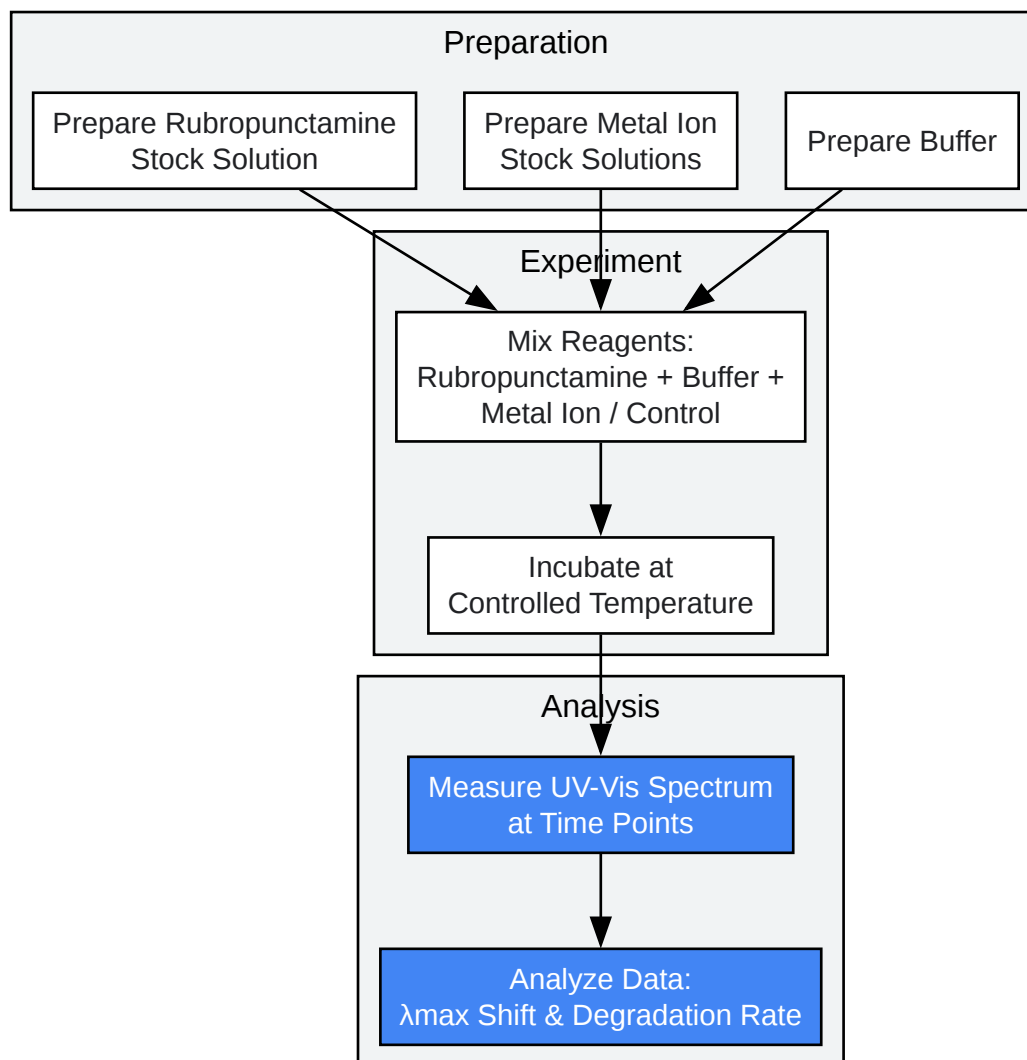 Preparation
Prepare Rubropunctamine
Stock Solution
Prepare Metal Ion
Stock Solutions
Prepare Buffer
Experiment
Mix Reagents:
Rubropunctamine + Buffer +
Metal Ion / Control
Incubate at
Controlled Temperature
Analysis
Measure UV-Vis Spectrum
at Time Points
Analyze Data:
λmax Shift & Degradation Rate